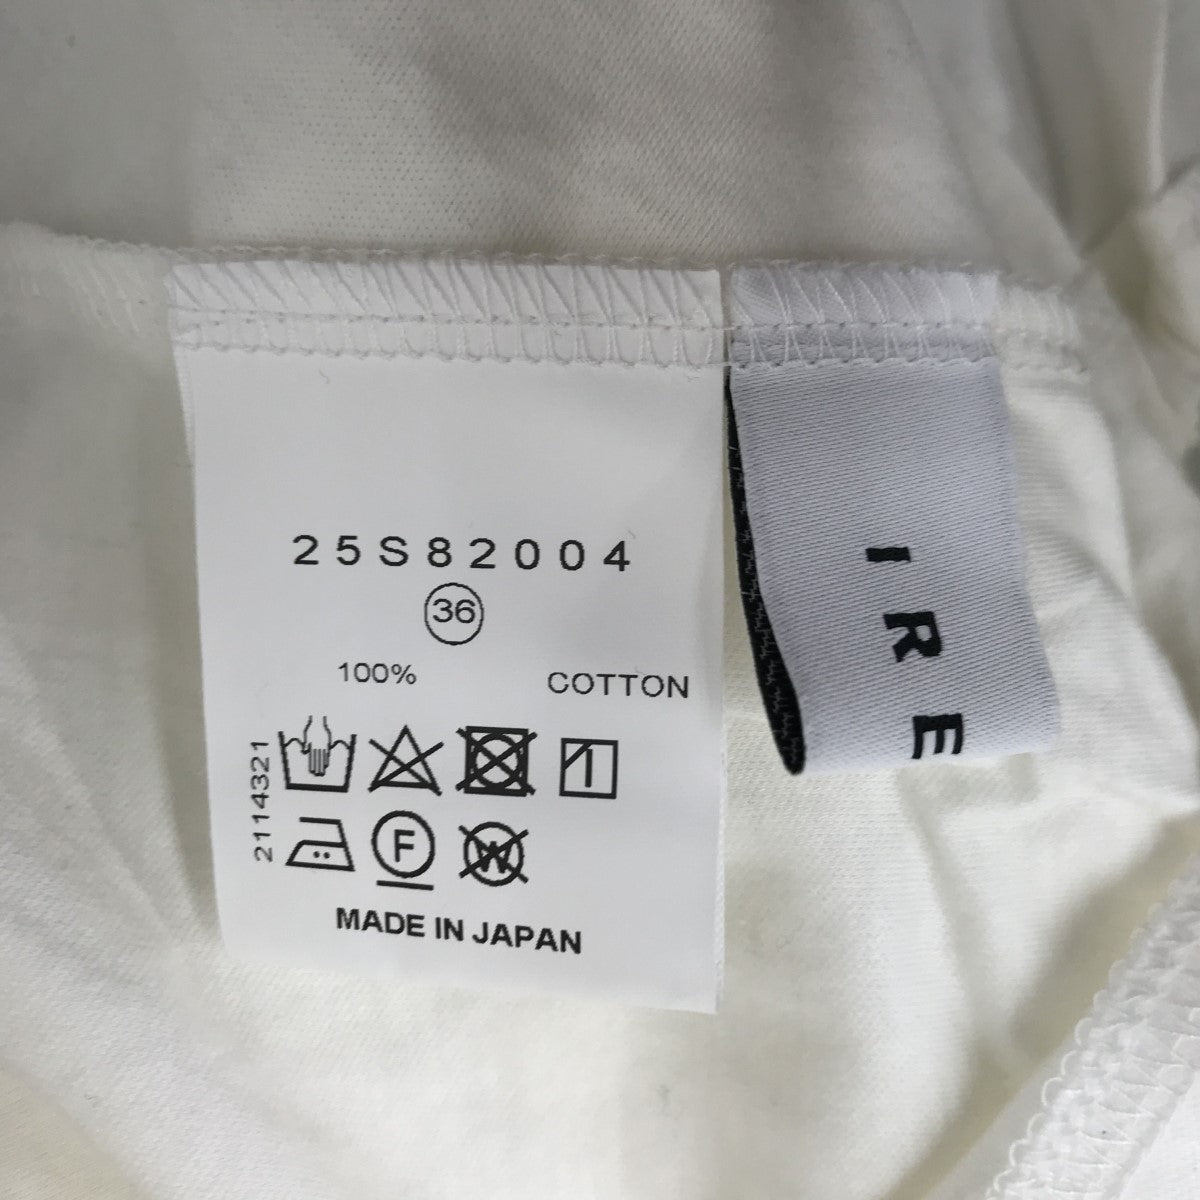 25S82004
36
100% COTTON
2114321
F
W
MADE IN JAPAN
IRE